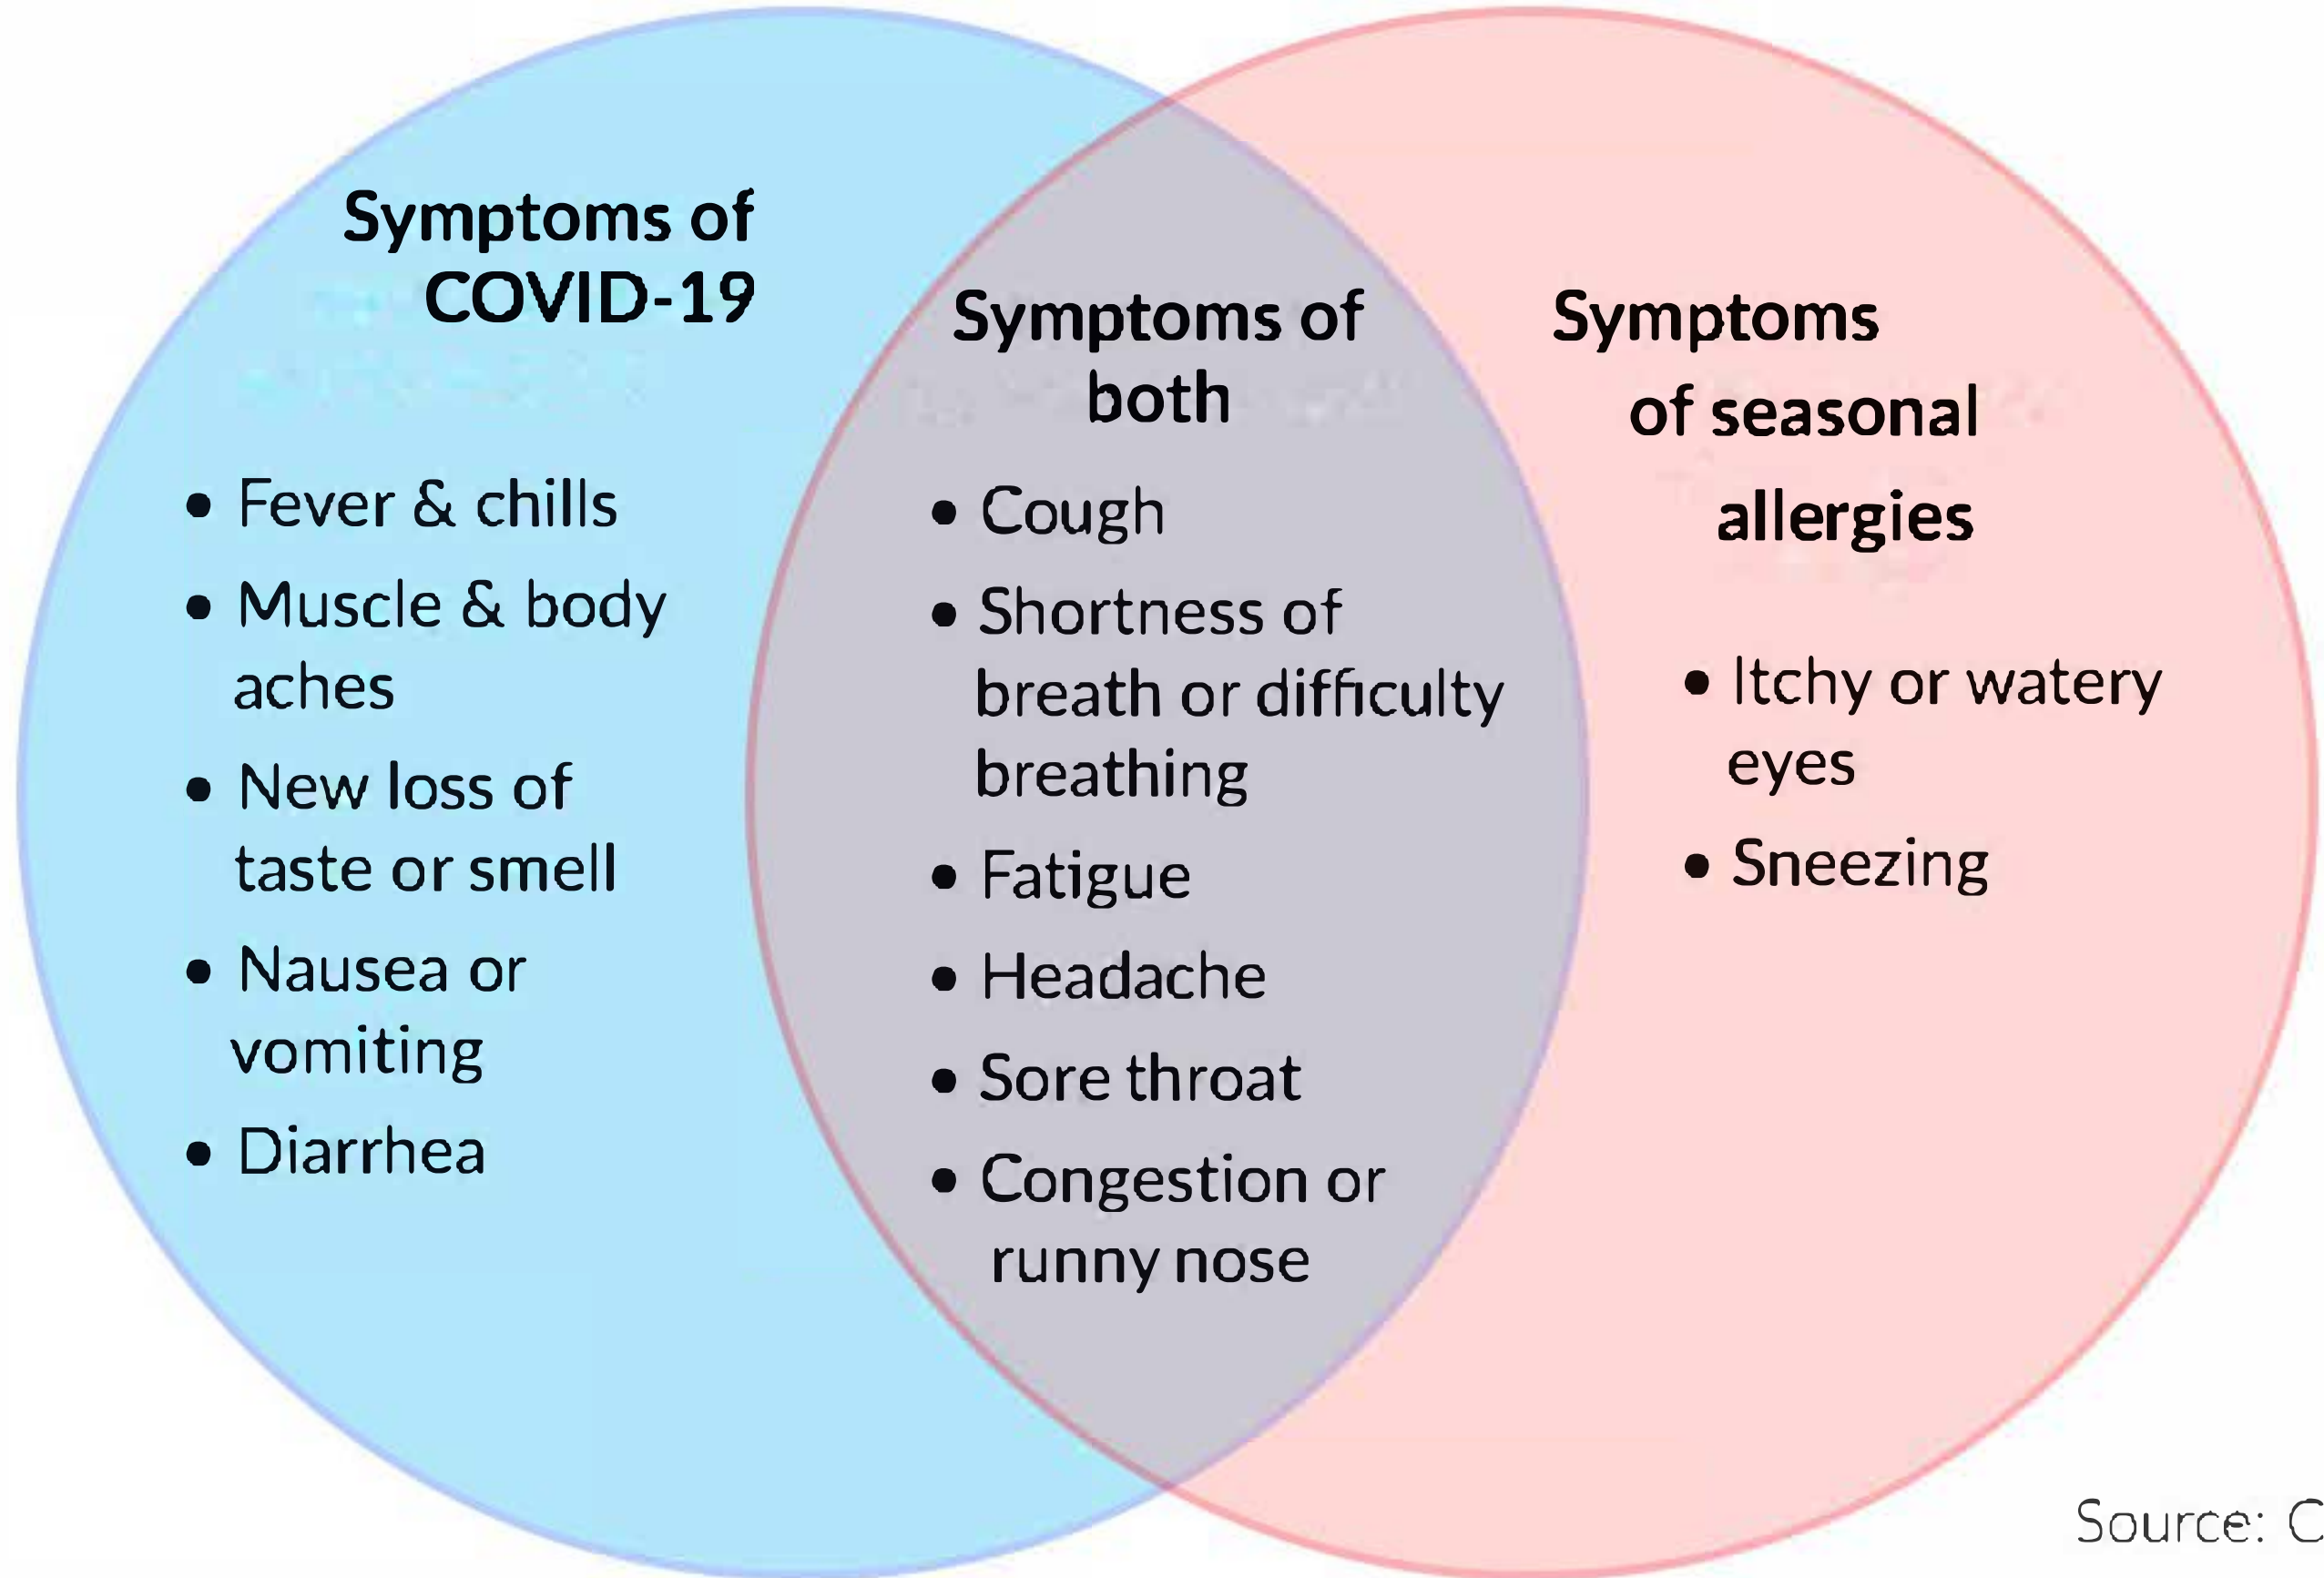 Symptoms of
COVID-19
• Fever & chills
• Muscle & body
aches
• New loss of
taste or smell
• Nausea or
vomiting
• Diarrhea
Symptoms of
both
• Cough
• Shortness of
breath or difficulty
breathing
• Fatigue
• Headache
• Sore throat
• Congestion or
runny nose
Symptoms
of seasonal
allergies
• Itchy or watery
eyes
• Sneezing
Source: